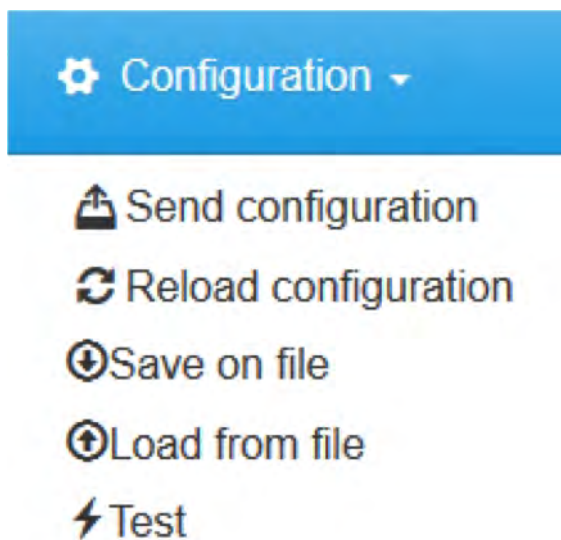 Configuration
Send configuration
Reload configuration
Save on file
Load from file
Test